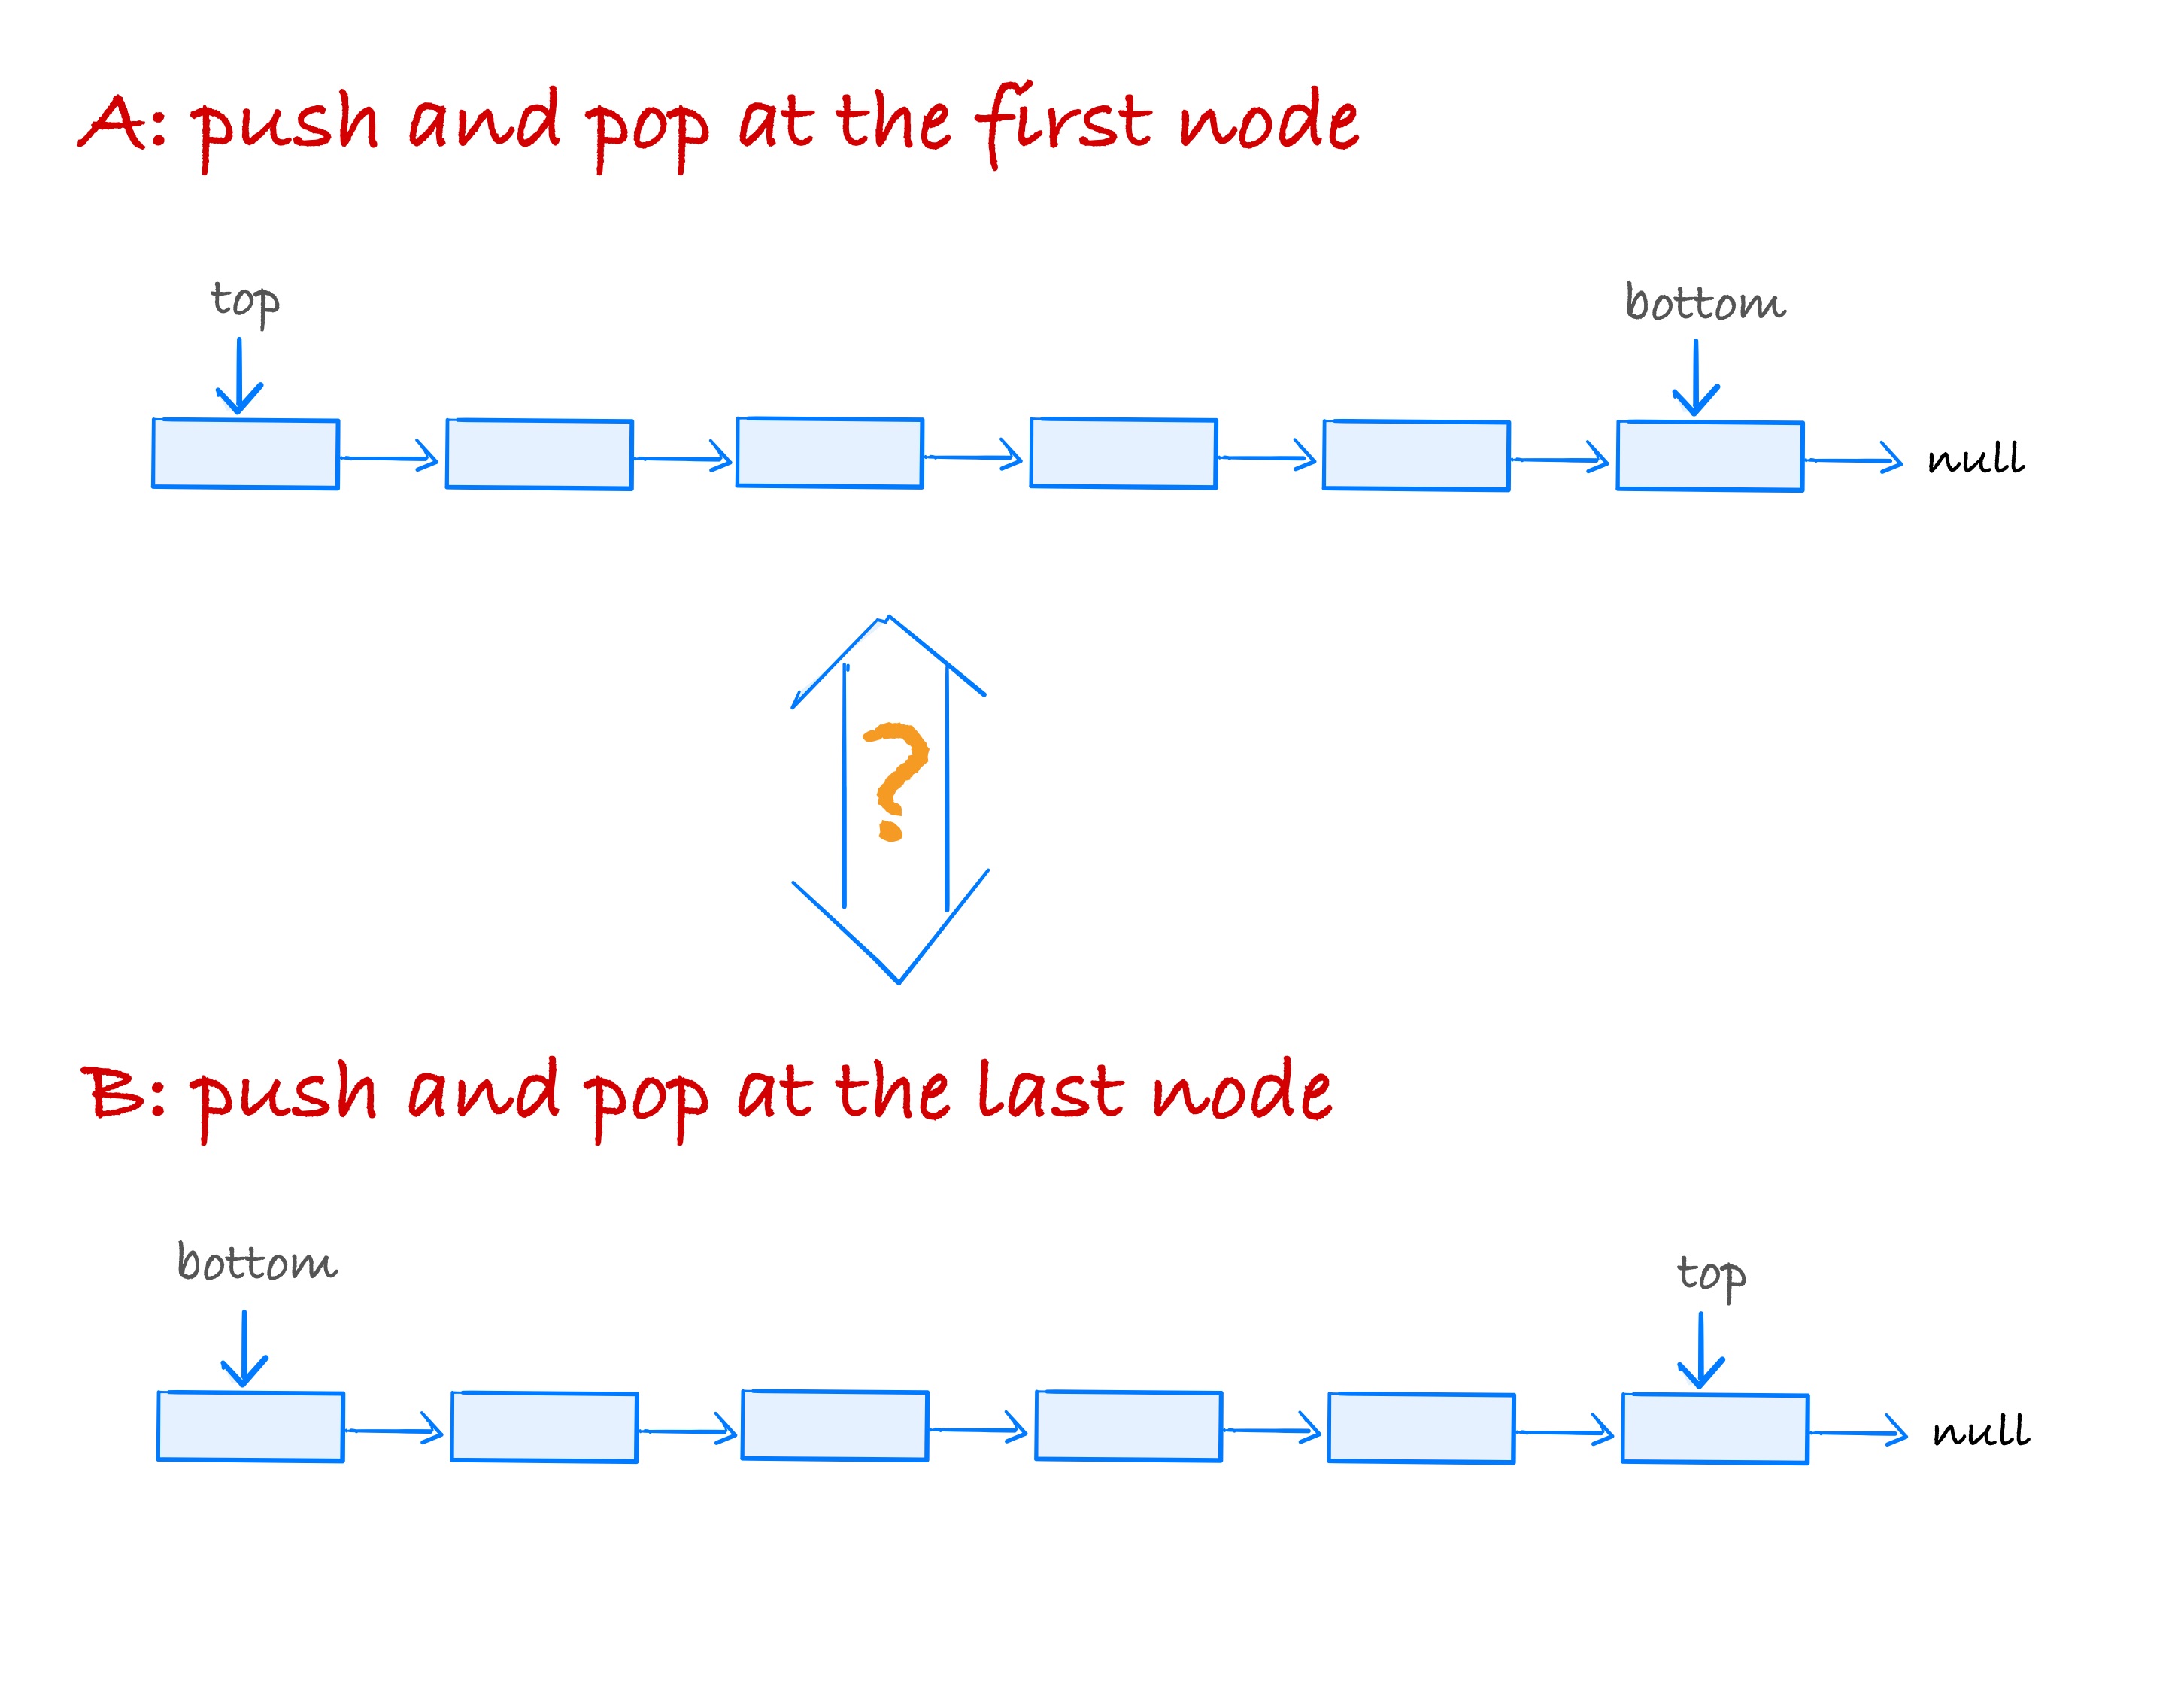 A: push and pop at the first node
top
bottom
null
?
B: push and pop at the last node
bottom
top
null